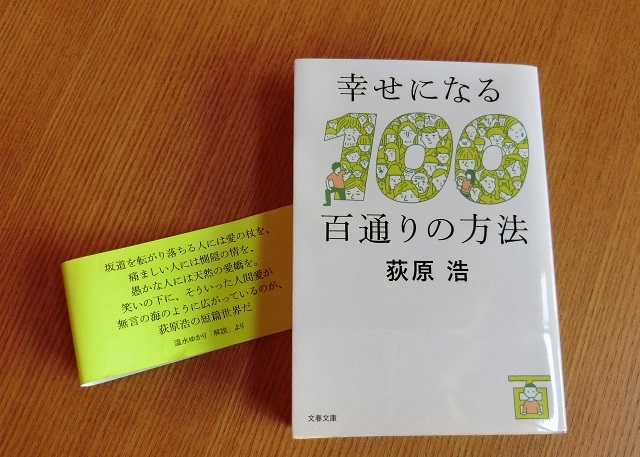 幸せになる
100
百通りの方法
荻原 浩
文春文庫
坂道を転がり落ちる人には愛の杖を、
痛ましい人には惻隠の情を、
愚かな人には天然の愛嬌を。
笑いの下に、そういった人間愛が
無言の海のように広がっているのが、
荻原浩の短篇世界だ
温水ゆかり「解説」より